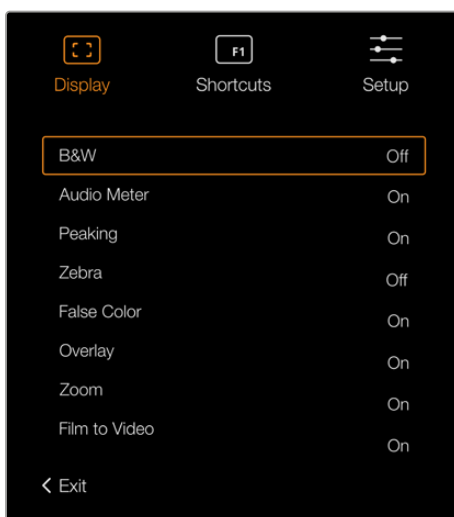 F1
Display Shortcuts Setup
B&W Off
Audio Meter On
Peaking On
Zebra Off
False Color On
Overlay On
Zoom On
Film to Video On
Exit